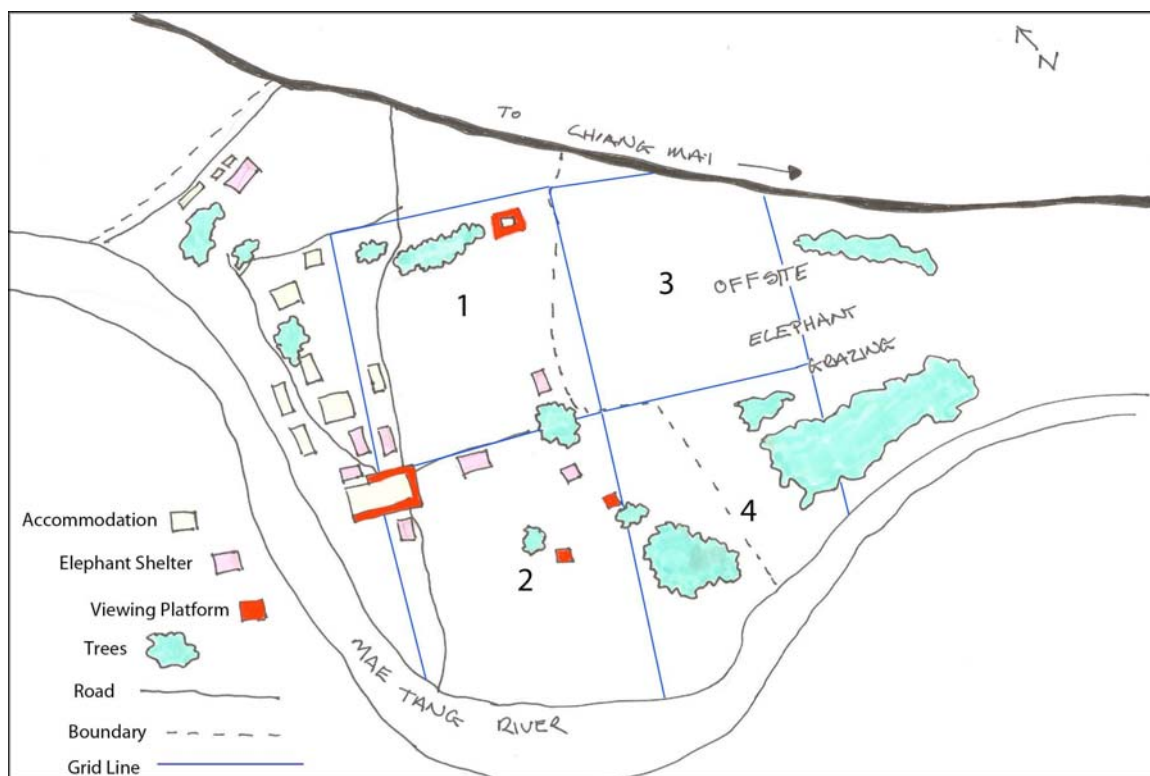 N
TO
CHIANG MAI
1
3
OFFSITE
ELEPHANT
GRAZING
2
4
MAE TANG
RIVER
Accommodation
Elephant Shelter
Viewing Platform
Trees
Road
Boundary
Grid Line